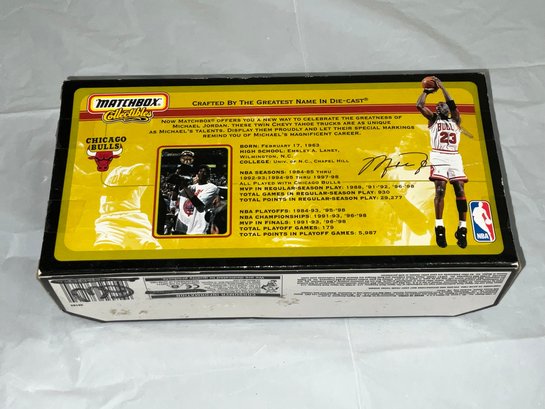 MATCHBOX
Collectibles
CRAFTED BY THE GREATEST NAME IN DIE-CAST®
NOW MATCHBOX® OFFERS YOU A NEW WAY TO CELEBRATE THE GREATNESS OF
MICHAEL JORDAN. THESE TWIN CHEVY TAHOE TRUCKS ARE AS UNIQUE
AS MICHAEL'S TALENTS. DISPLAY THEM PROUDLY AND LET THEIR SPECIAL MARKINGS
REMIND YOU OF MICHAEL'S MAGNIFICENT CAREER.
CHICAGO
BULLS
BORN: FEBRUARY 17, 1963
HIGH SCHOOL: EMSLEY A. LANEY,
WILMINGTON, N.C.
COLLEGE: UNIV. OF N.C., CHAPEL HILL
NBA SEASONS: 1984-85 THRU
1992-93; 1994-95 THRU 1997-98
ALL PLAYED WITH CHICAGO BULLS
MVP IN REGULAR-SEASON PLAY: 1988, '91-'92, '96-'98
TOTAL GAMES IN REGULAR-SEASON PLAY: 930
TOTAL POINTS IN REGULAR-SEASON PLAY: 29,277
NBA PLAYOFFS: 1984-93, '95-'98
NBA CHAMPIONSHIPS: 1991-93, '96-'98
MVP IN FINALS: 1991-93, '96-'98
TOTAL PLAYOFF GAMES: 179
TOTAL POINTS IN PLAYOFF GAMES: 5,987
BULLS
23
NBA